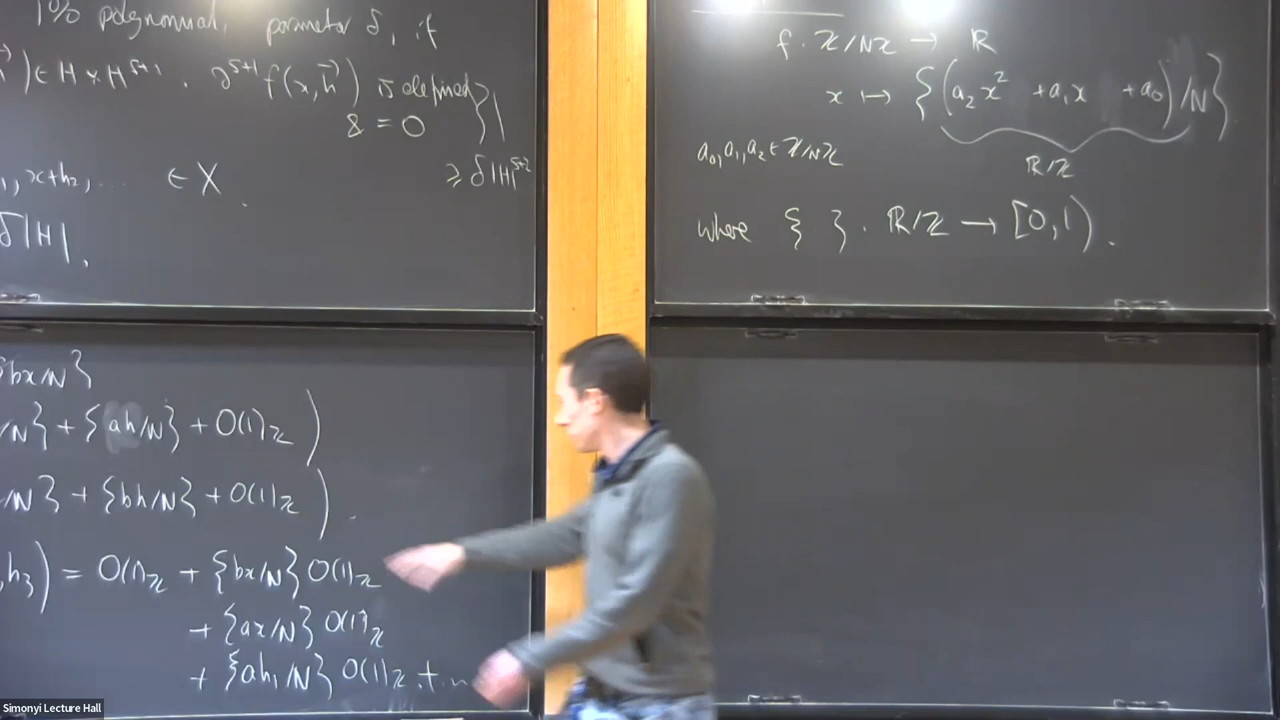 1% polynomial, parameter δ, if
) ∈ H × H^{s+1} : ∂^{s+1} f(x, h⃗) is defined
& = 0 }|
≥ δ|H|^{s+2}
, x+h₂, ... ∈ X
δ|H|.
{bx/N}
/N} + {ah/N} + O(1)_ℤ )
/N} + {bh/N} + O(1)_ℤ ).
,h₃) = O(1)_ℤ + {bx/N} O(1)_ℤ
+ {ax/N} O(1)_ℤ
+ {ah₁/N} O(1)_ℤ + ...
f : ℤ/Nℤ → ℝ
x ↦ {(a₂x² + a₁x + a₀)/N}
a₀,a₁,a₂ ∈ ℤ/Nℤ
ℝ/ℤ
where { } : ℝ/ℤ → [0,1).
Simonyi Lecture Hall